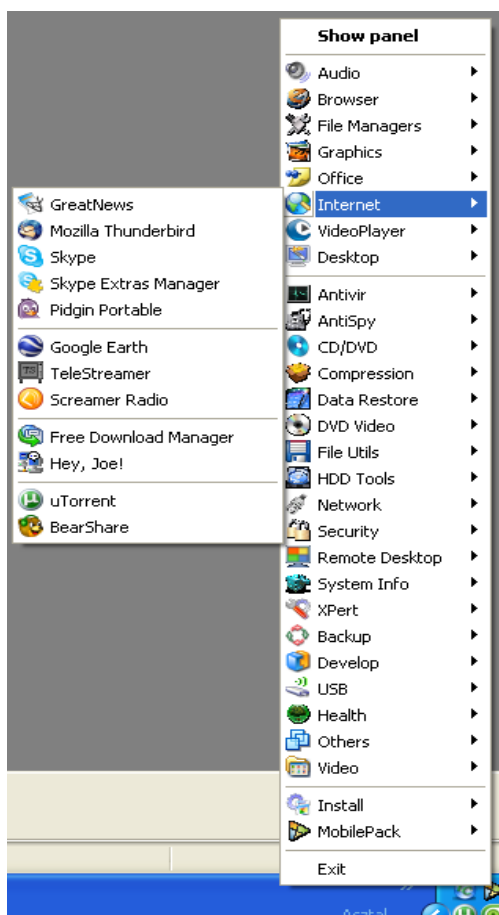 Show panel
Audio
Browser
File Managers
Graphics
Office
Internet
VideoPlayer
Desktop
Antivir
AntiSpy
CD/DVD
Compression
Data Restore
DVD Video
File Utils
HDD Tools
Network
Security
Remote Desktop
System Info
XPert
Backup
Develop
USB
Health
Others
Video
Install
MobilePack
Exit
GreatNews
Mozilla Thunderbird
Skype
Skype Extras Manager
Pidgin Portable
Google Earth
TeleStreamer
Screamer Radio
Free Download Manager
Hey, Joe!
uTorrent
BearShare